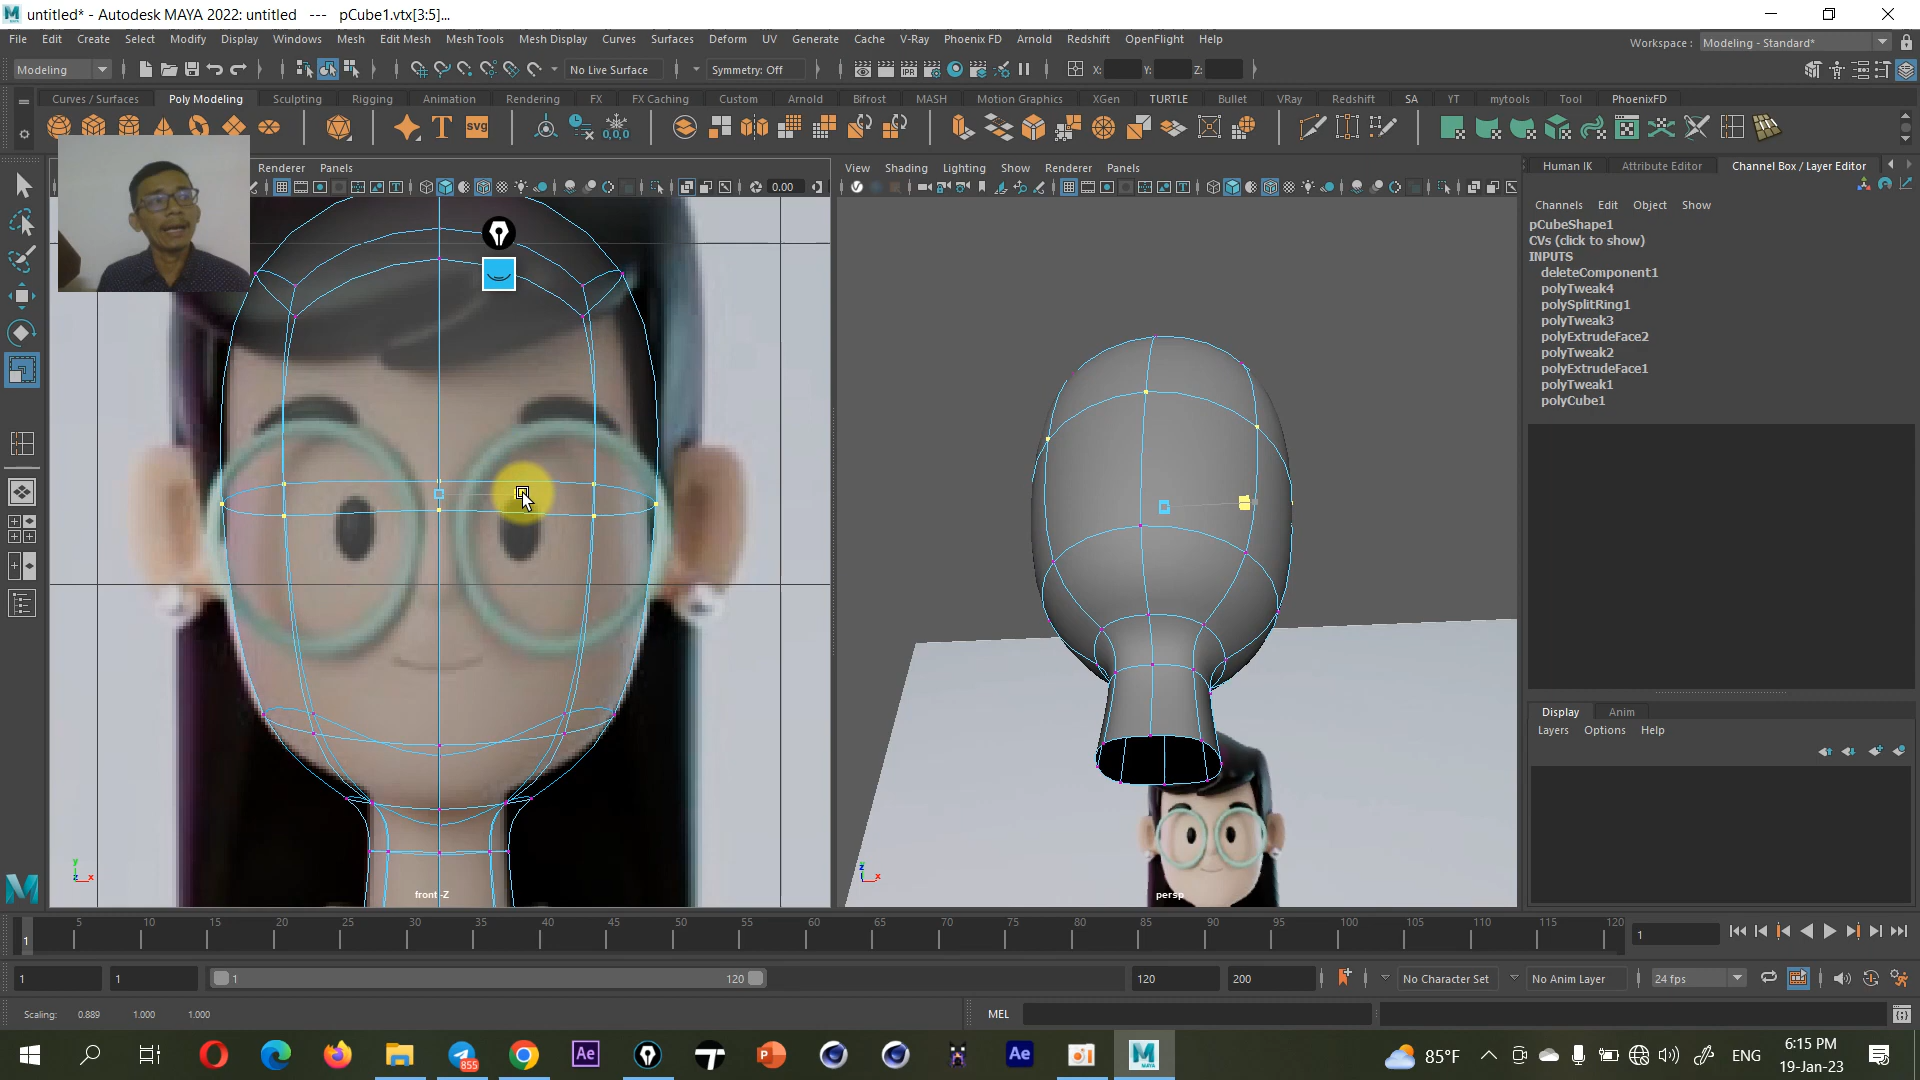 untitled* - Autodesk MAYA 2022: untitled   ---   pCube1.vtx[3:5]...
File Edit Create Select Modify Display Windows Mesh Edit Mesh Mesh Tools Mesh Display Curves Surfaces Deform UV Generate Cache V-Ray Phoenix FD Arnold Redshift OpenFlight Help
Workspace : Modeling - Standard*
Modeling No Live Surface Symmetry: Off X: Y: Z:
Curves / Surfaces Poly Modeling Sculpting Rigging Animation Rendering FX FX Caching Custom Arnold Bifrost MASH Motion Graphics XGen TURTLE Bullet VRay Redshift SA YT mytools Tool PhoenixFD
T svg 0,0,0
Renderer Panels
View Shading Lighting Show Renderer Panels
0.00
Human IK Attribute Editor Channel Box / Layer Editor
Channels Edit Object Show
pCubeShape1
CVs (click to show)
INPUTS
deleteComponent1
polyTweak4
polySplitRing1
polyTweak3
polyExtrudeFace2
polyTweak2
polyExtrudeFace1
polyTweak1
polyCube1
front -Z
persp
Display Anim
Layers Options Help
5 10 15 20 25 30 35 40 45 50 55 60 65 70 75 80 85 90 95 100 105 110 115 120
1
1
1 1 1 120 120 200 No Character Set No Anim Layer 24 fps
Scaling: 0.889 1.000 1.000
MEL
85°F
ENG
6:15 PM
19-Jan-23